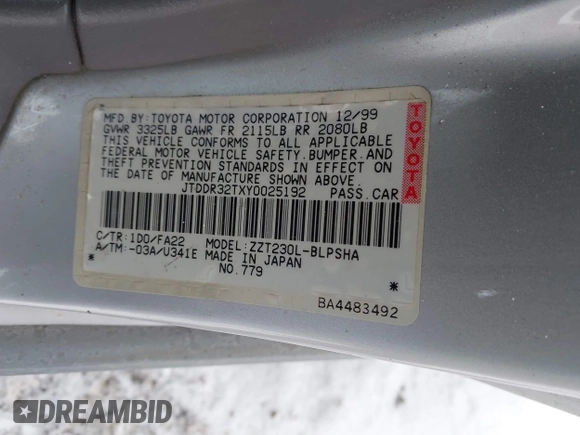 MFD.BY:TOYOTA MOTOR CORPORATION 12/99
GVWR 3325LB GAWR FR 2115LB RR 2080LB
THIS VEHICLE CONFORMS TO ALL APPLICABLE
FEDERAL MOTOR VEHICLE SAFETY.BUMPER,AND
THEFT PREVENTION STANDARDS IN EFFECT ON
THE DATE OF MANUFACTURE SHOWN ABOVE.
JTDDR32TXY0025192 PASS.CAR
C/TR:1D0/FA22 MODEL:ZZT230L-BLPSHA
A/TM:-03A/U341E MADE IN JAPAN
* NO.779 *
BA4483492
TOYOTA
DREAMBID